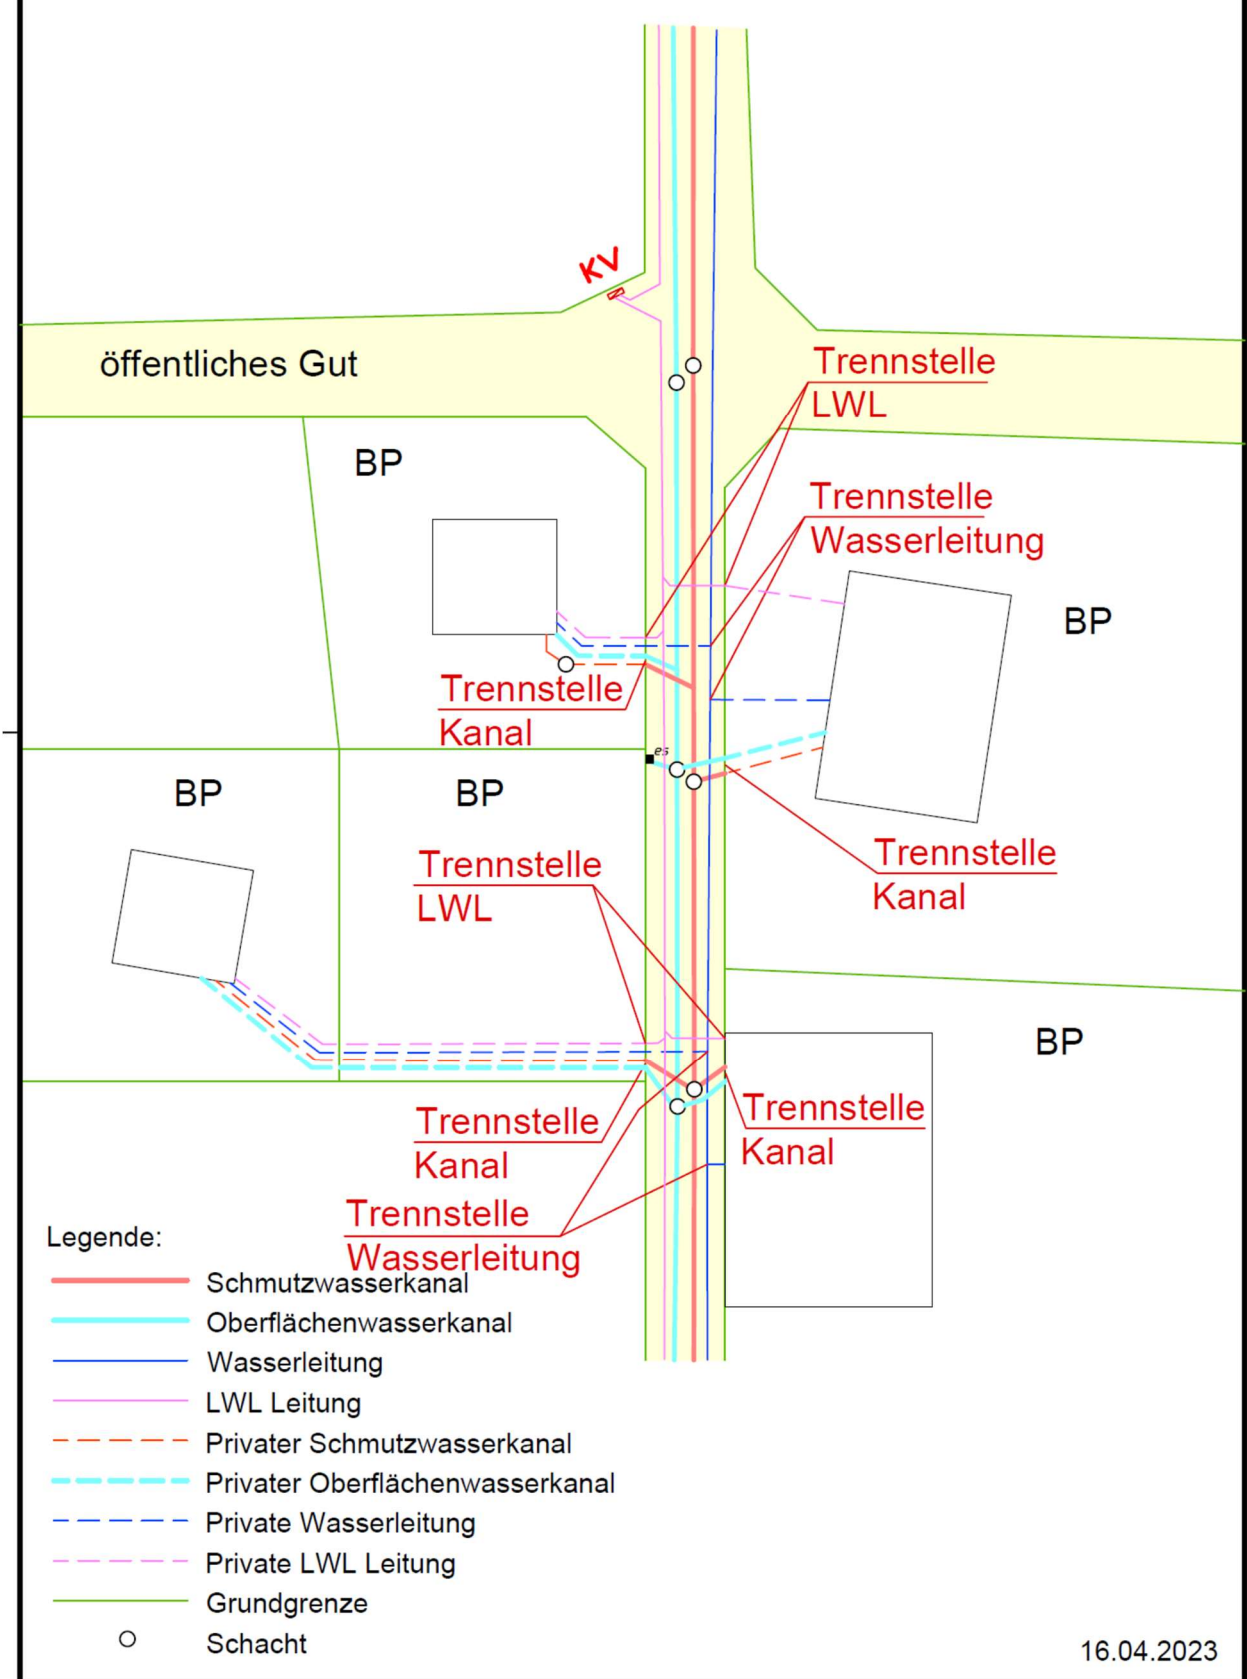 KV
öffentliches Gut
Trennstelle
LWL
BP
Trennstelle
Wasserleitung
BP
Trennstelle
Kanal
es
BP
BP
Trennstelle
LWL
Trennstelle
Kanal
BP
Trennstelle
Kanal
Trennstelle
Kanal
Trennstelle
Wasserleitung
Legende:
Schmutzwasserkanal
Oberflächenwasserkanal
Wasserleitung
LWL Leitung
Privater Schmutzwasserkanal
Privater Oberflächenwasserkanal
Private Wasserleitung
Private LWL Leitung
Grundgrenze
Schacht
16.04.2023